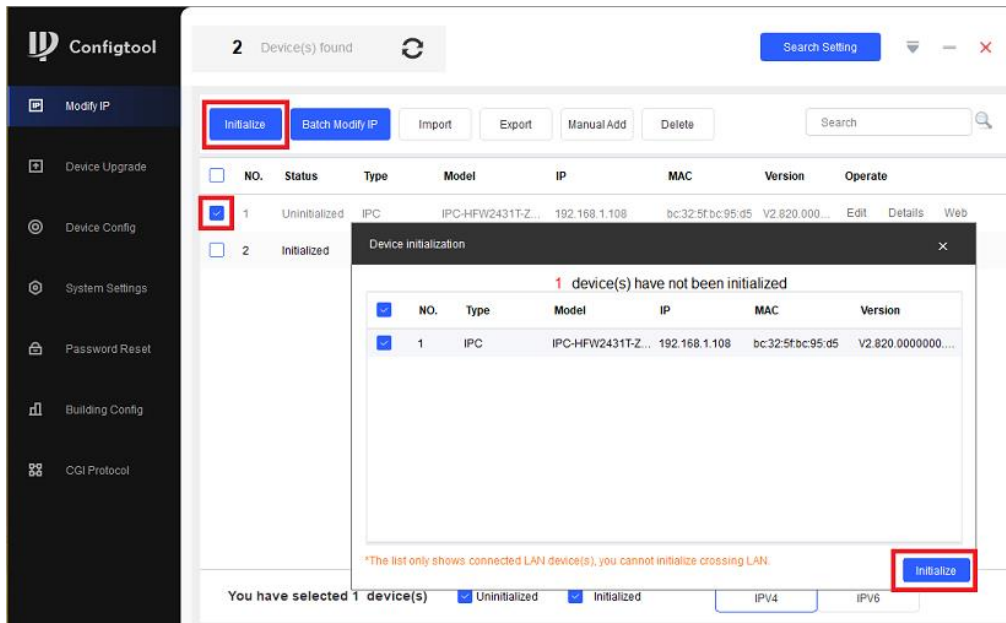 Configtool
2 Device(s) found
Search Setting
Modify IP
Device Upgrade
Device Config
System Settings
Password Reset
Building Config
CGI Protocol
Initialize Batch Modify IP Import Export Manual Add Delete Search
NO. Status Type Model IP MAC Version Operate
1 Uninitialized IPC IPC-HFW2431T-Z... 192.168.1.108 bc:32:5f:bc:95:d5 V2.820.000... Edit Details Web
2 Initialized
Device initialization
1 device(s) have not been initialized
NO. Type Model IP MAC Version
1 IPC IPC-HFW2431T-Z... 192.168.1.108 bc:32:5f:bc:95:d5 V2.820.0000000....
*The list only shows connected LAN device(s), you cannot initialize crossing LAN.
Initialize
You have selected 1 device(s) Uninitialized Initialized IPV4 IPV6